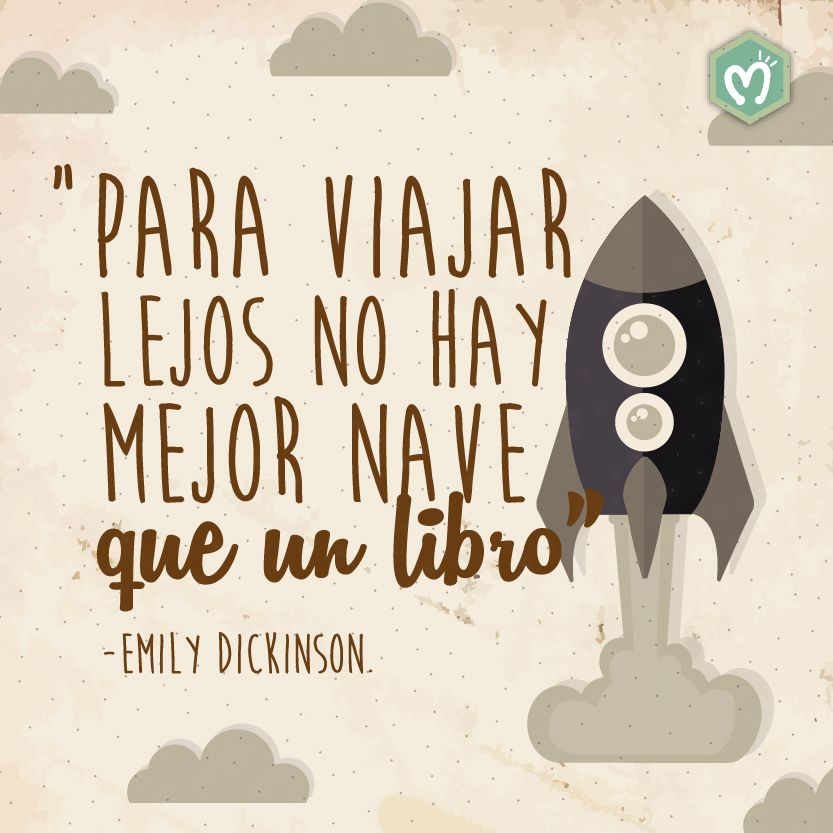 "PARA VIAJAR
LEJOS NO HAY
MEJOR NAVE
que un libro"
-EMILY DICKINSON.